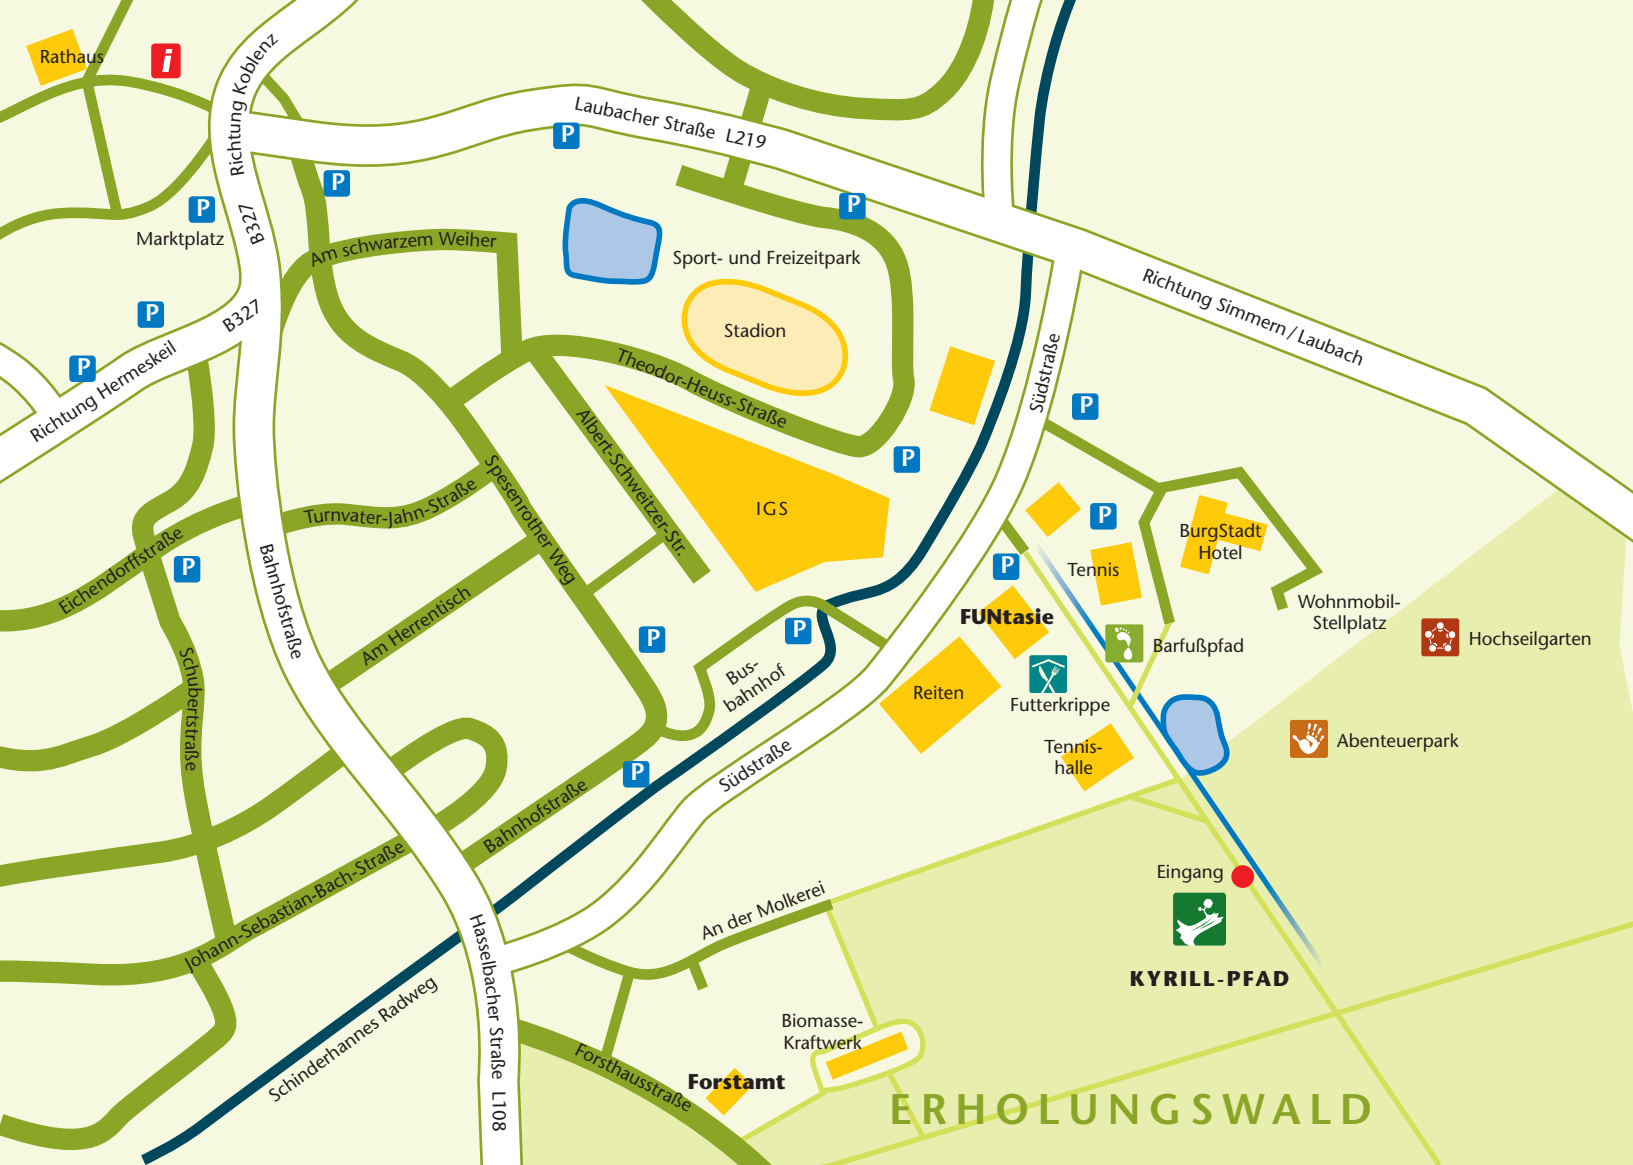 Rathaus
i
Richtung Koblenz
Laubacher Straße L219
P
P
P
P
Marktplatz
B327
Am schwarzem Weiher
Sport- und Freizeitpark
Stadion
Richtung Simmern / Laubach
P
B327
P
Richtung Hermeskeil
Theodor-Heuss-Straße
Südstraße
P
Albert-Schweitzer-Str.
P
IGS
Spesenrother Weg
Turnvater-Jahn-Straße
P
BurgStadt
Hotel
Eichendorffstraße
P
P
Tennis
Bahnhofstraße
Am Herrentisch
FUNtasie
Wohnmobil-
Stellplatz
P
P
Barfußpfad
Hochseilgarten
Schubertstraße
Bus-
bahnhof
Reiten
Futterkrippe
Abenteuerpark
Tennis-
halle
P
Südstraße
Bahnhofstraße
Johann-Sebastian-Bach-Straße
Eingang
An der Molkerei
KYRILL-PFAD
Hasselbacher Straße L108
Schinderhannes Radweg
Biomasse-
Kraftwerk
Forsthausstraße
Forstamt
ERHOLUNGSWALD